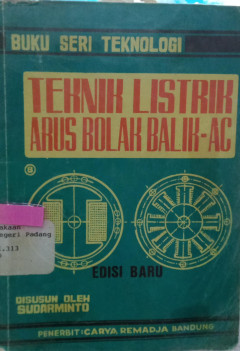 BUKU SERI TEKNOLOGI
TEKNIK LISTRIK
ARUS BOLAK BALIK-AC
EDISI BARU
DISUSUN OLEH
SUDARMINTO
PENERBIT: CARYA REMADJA BANDUNG